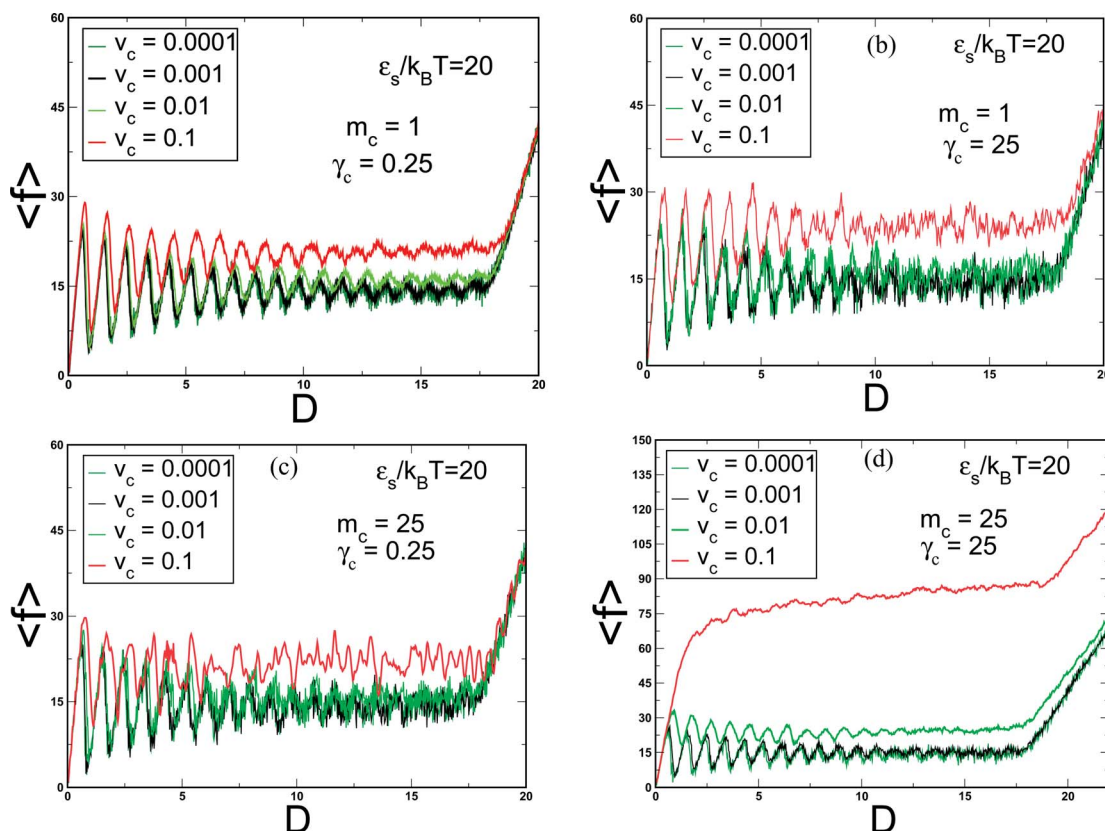 60
45
30
15
0
<f>
v_c = 0.0001
v_c = 0.001
v_c = 0.01
v_c = 0.1
ε_s/k_BT=20
m_c = 1
γ_c = 0.25
0 5 10 15 20
D
60
45
30
15
0
<f>
v_c = 0.0001
v_c = 0.001
v_c = 0.01
v_c = 0.1
(b) ε_s/k_BT=20
m_c = 1
γ_c = 25
0 5 10 15 20
D
60
45
30
15
0
<f>
v_c = 0.0001
v_c = 0.001
v_c = 0.01
v_c = 0.1
(c) ε_s/k_BT=20
m_c = 25
γ_c = 0.25
0 5 10 15 20
D
150
135
120
105
90
75
60
45
30
15
0
<f>
v_c = 0.0001
v_c = 0.001
v_c = 0.01
v_c = 0.1
(d) ε_s/k_BT=20
m_c = 25
γ_c = 25
0 5 10 15 20
D